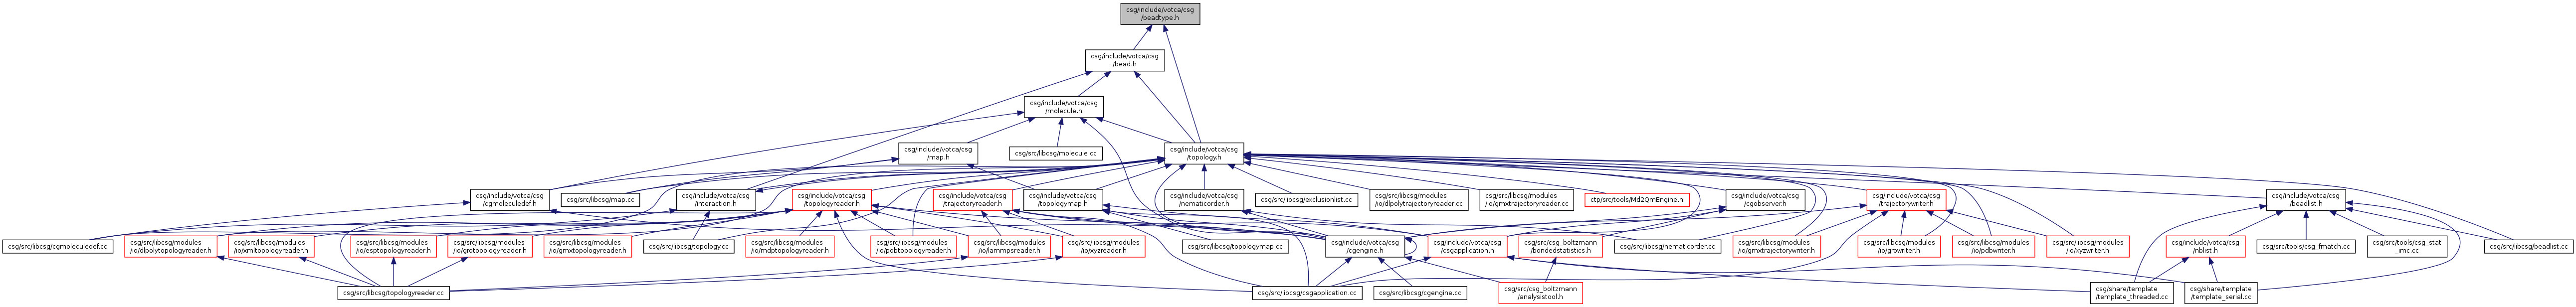 csg/include/votca/csg
/beadtype.h
csg/include/votca/csg
/bead.h
csg/include/votca/csg
/molecule.h
csg/include/votca/csg
/map.h
csg/src/libcsg/molecule.cc
csg/include/votca/csg
/topology.h
csg/include/votca/csg
/cgmoleculedef.h
csg/src/libcsg/map.cc
csg/include/votca/csg
/interaction.h
csg/include/votca/csg
/topologyreader.h
csg/include/votca/csg
/trajectoryreader.h
csg/include/votca/csg
/topologymap.h
csg/include/votca/csg
/nematicorder.h
csg/src/libcsg/exclusionlist.cc
csg/src/libcsg/modules
/io/dlpolytrajectoryreader.cc
csg/src/libcsg/modules
/io/gmxtrajectoryreader.cc
ctp/src/tools/Md2QmEngine.h
csg/include/votca/csg
/cgobserver.h
csg/include/votca/csg
/trajectorywriter.h
csg/include/votca/csg
/beadlist.h
csg/src/libcsg/cgmoleculedef.cc
csg/src/libcsg/modules
/io/dlpolytopologyreader.h
csg/src/libcsg/modules
/io/xmltopologyreader.h
csg/src/libcsg/modules
/io/esptopologyreader.h
csg/src/libcsg/modules
/io/grotopologyreader.h
csg/src/libcsg/modules
/io/gmxtopologyreader.h
csg/src/libcsg/topology.cc
csg/src/libcsg/modules
/io/mdptopologyreader.h
csg/src/libcsg/modules
/io/pdbtopologyreader.h
csg/src/libcsg/modules
/io/lammpsreader.h
csg/src/libcsg/modules
/io/xyzreader.h
csg/src/libcsg/topologymap.cc
csg/include/votca/csg
/cgengine.h
csg/include/votca/csg
/csgapplication.h
csg/src/csg_boltzmann
/bondedstatistics.h
csg/src/libcsg/nematicorder.cc
csg/src/libcsg/modules
/io/gmxtrajectorywriter.h
csg/src/libcsg/modules
/io/growriter.h
csg/src/libcsg/modules
/io/pdbwriter.h
csg/src/libcsg/modules
/io/xyzwriter.h
csg/include/votca/csg
/nblist.h
csg/src/tools/csg_fmatch.cc
csg/src/tools/csg_stat
_imc.cc
csg/src/libcsg/beadlist.cc
csg/src/libcsg/topologyreader.cc
csg/src/libcsg/csgapplication.cc
csg/src/libcsg/cgengine.cc
csg/src/csg_boltzmann
/analysistool.h
csg/share/template
/template_threaded.cc
csg/share/template
/template_serial.cc